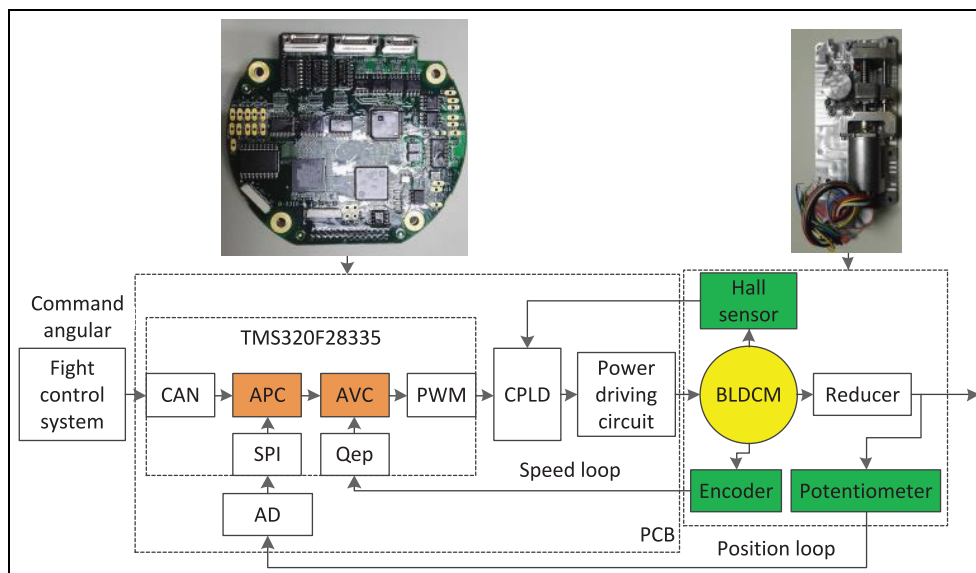 Command
angular
Fight
control
system
TMS320F28335
CAN
APC
AVC
PWM
SPI
Qep
AD
CPLD
Power
driving
circuit
PCB
Hall
sensor
BLDCM
Reducer
Encoder
Potentiometer
Speed loop
Position loop